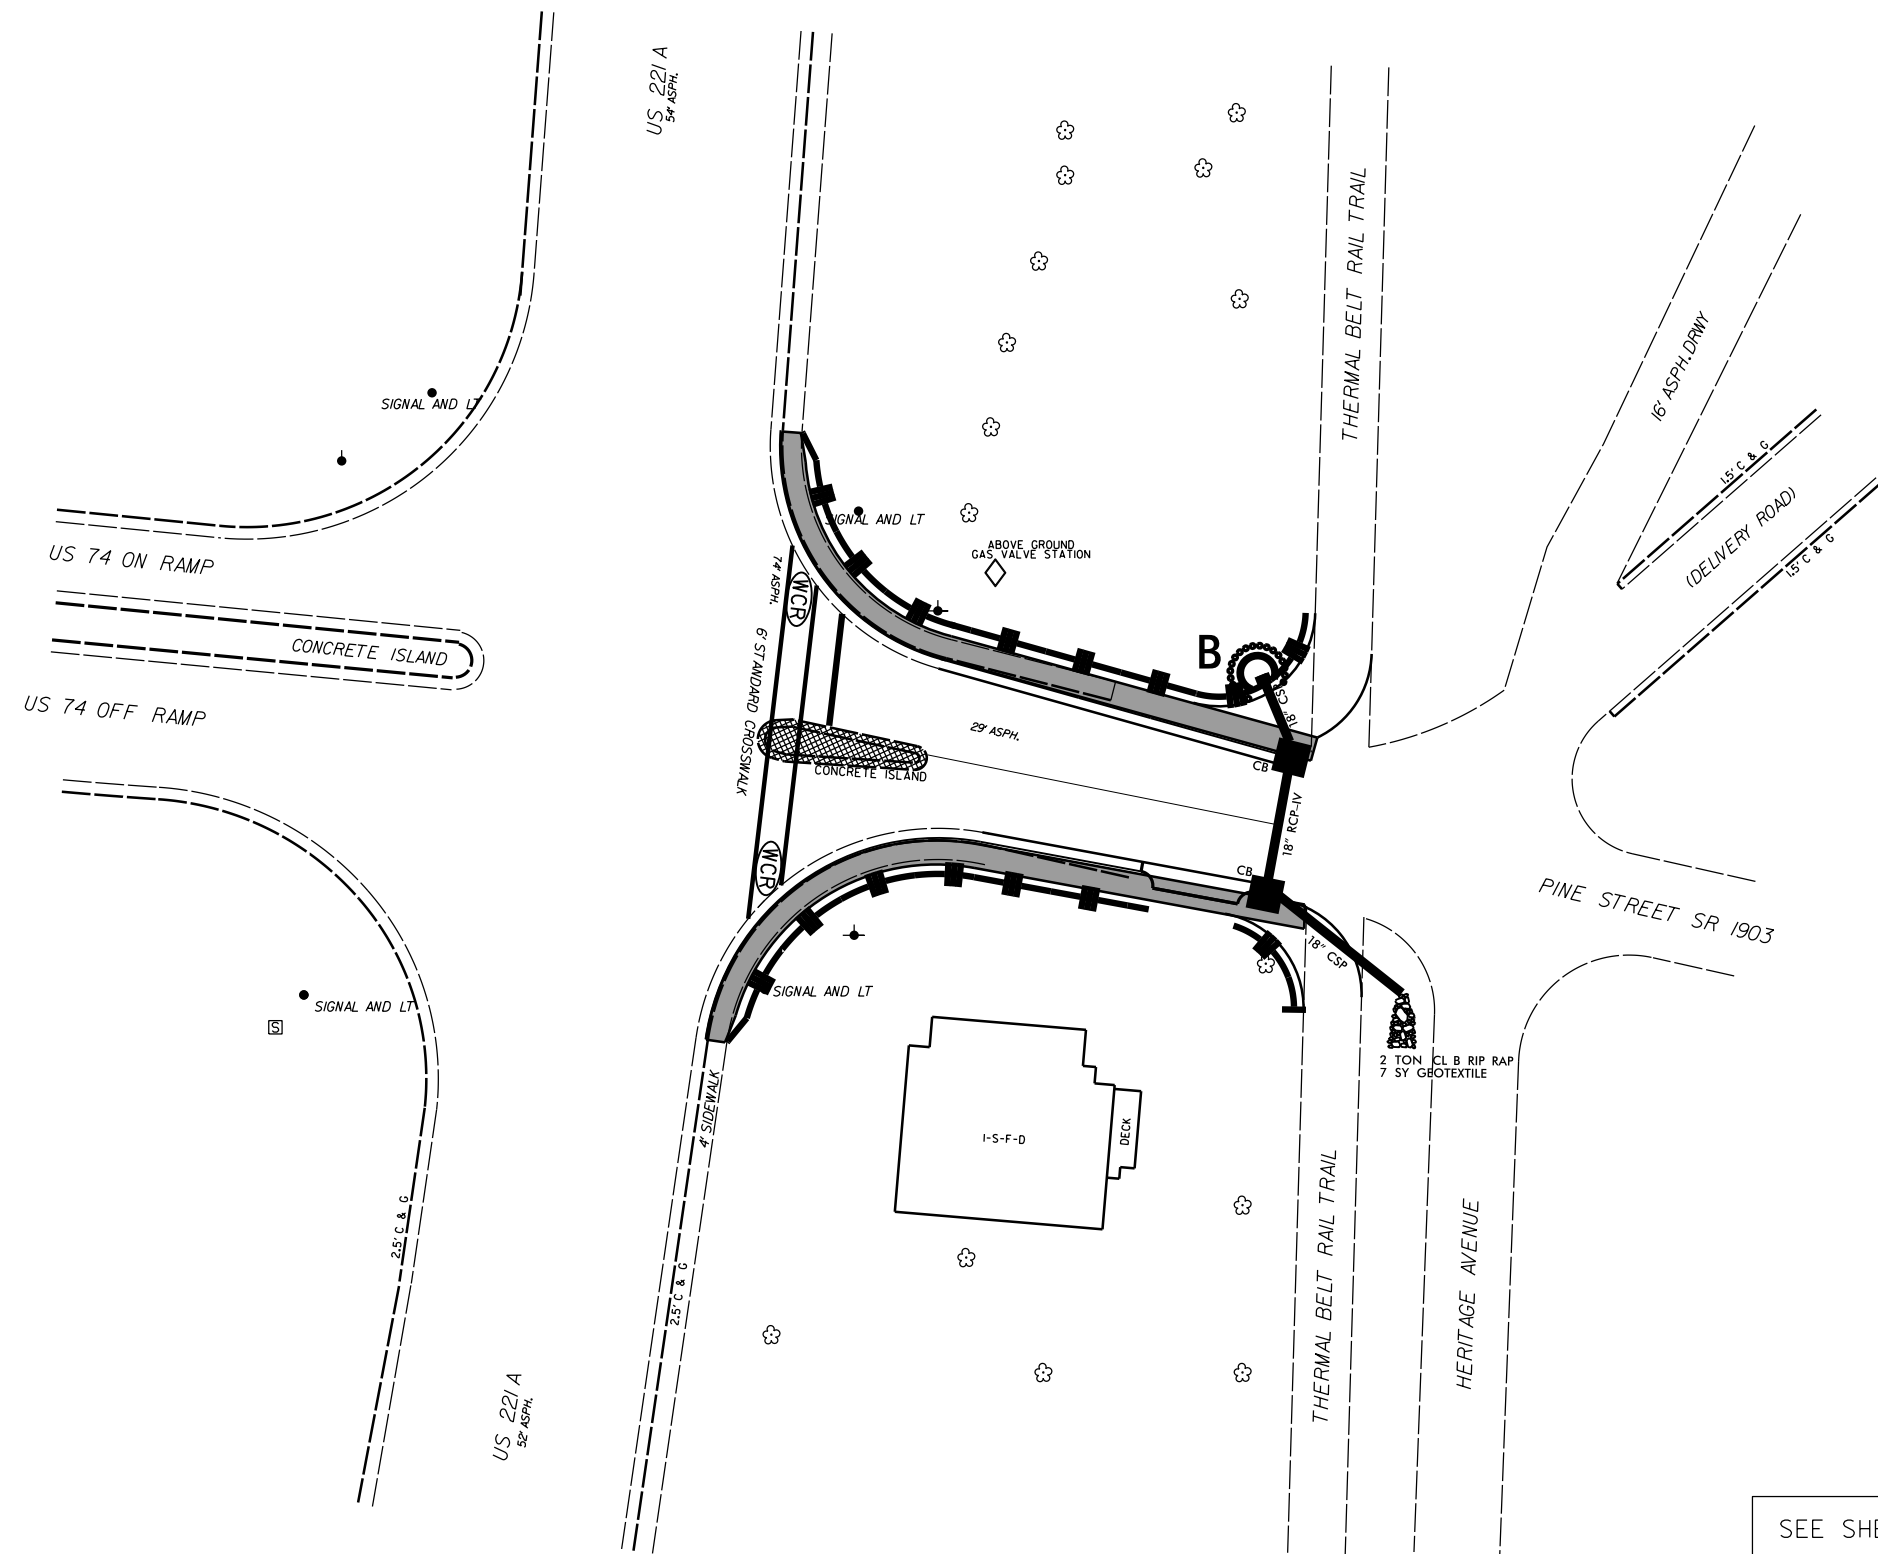 US 221 A
54' ASPH.
THERMAL BELT RAIL TRAIL
16' ASPH. DRWY
SIGNAL AND LT
1.5' C & G
(DELIVERY ROAD)
1.5' C & G
SIGNAL AND LT
ABOVE GROUND
GAS VALVE STATION
US 74 ON RAMP
74' ASPH.
WCR
CONCRETE ISLAND
6' STANDARD CROSSWALK
B
18" CSP
US 74 OFF RAMP
29' ASPH.
CB
CONCRETE ISLAND
18" RCP-IV
WCR
CB
PINE STREET SR 1903
18" CSP
SIGNAL AND LT
SIGNAL AND LT
S
2 TON CL B RIP RAP
7 SY GEOTEXTILE
4' SIDEWALK
I-S-F-D
DECK
2.5' C & G
2.5' C & G
THERMAL BELT RAIL TRAIL
HERITAGE AVENUE
US 221 A
52' ASPH.
SEE